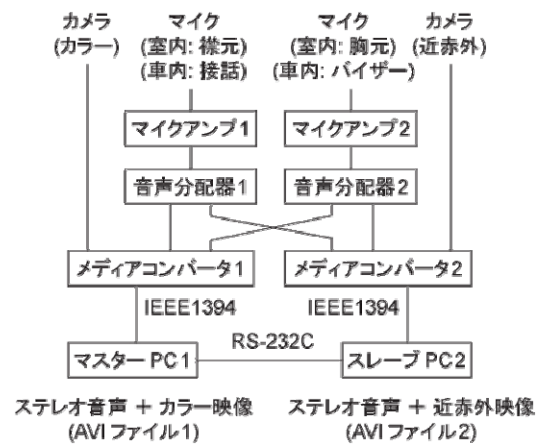 カメラ
(カラー)
マイク
(室内: 襟元)
(車内: 接話)
マイク
(室内: 胸元)
(車内: バイザー)
カメラ
(近赤外)
マイクアンプ1
マイクアンプ2
音声分配器1
音声分配器2
メディアコンバータ1
メディアコンバータ2
IEEE1394
IEEE1394
RS-232C
マスターPC1
スレーブPC2
ステレオ音声 + カラー映像
(AVIファイル1)
ステレオ音声 + 近赤外映像
(AVIファイル2)